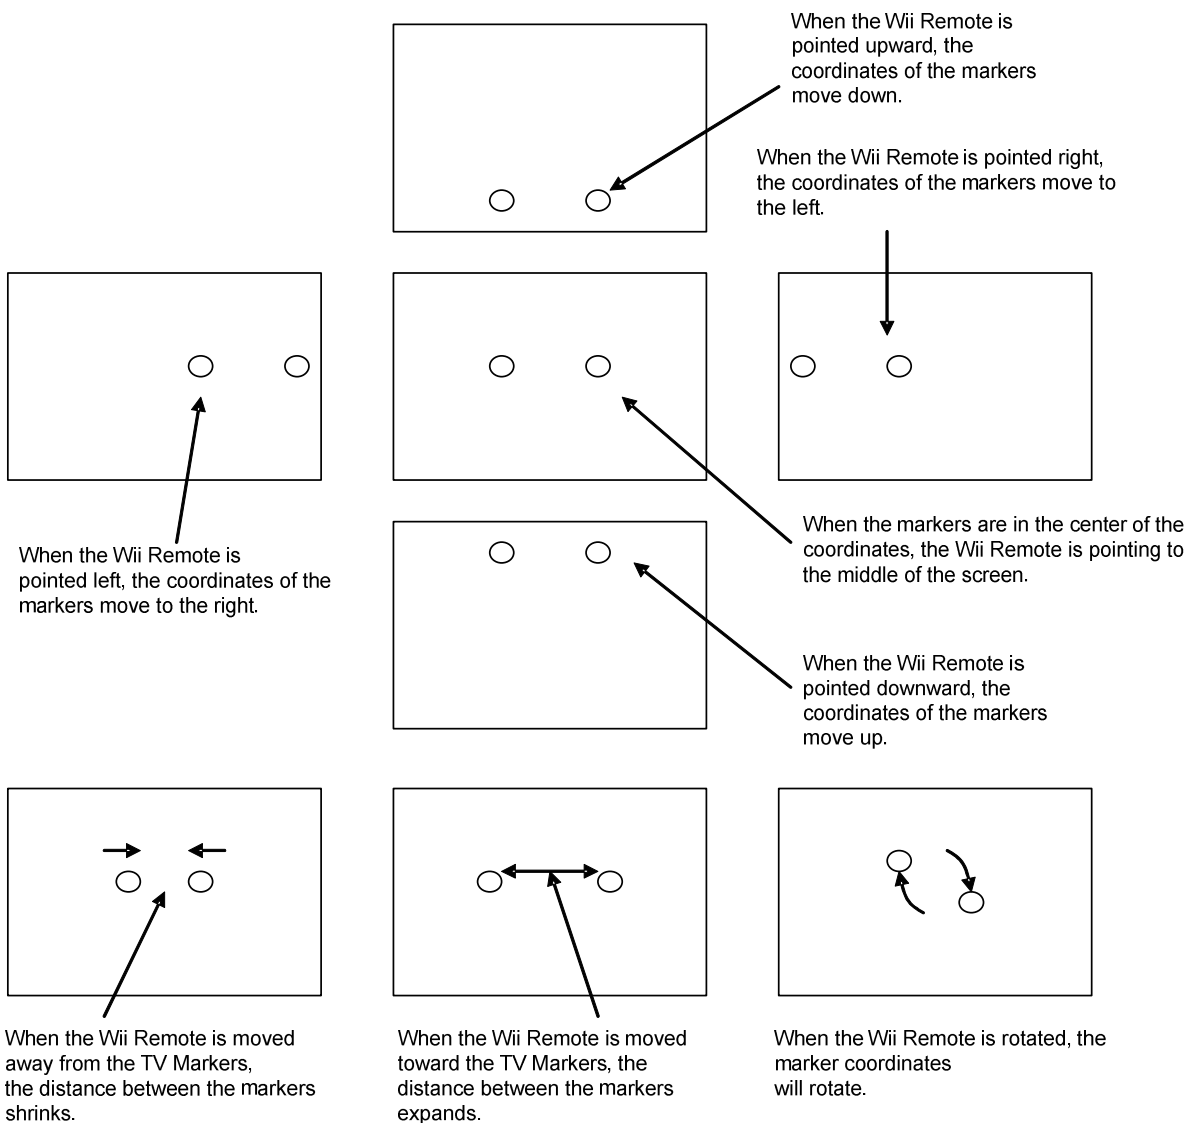 When the Wii Remote is
pointed upward, the
coordinates of the markers
move down.
When the Wii Remote is pointed right,
the coordinates of the markers move to
the left.
When the Wii Remote is
pointed left, the coordinates of the
markers move to the right.
When the markers are in the center of the
coordinates, the Wii Remote is pointing to
the middle of the screen.
When the Wii Remote is
pointed downward, the
coordinates of the markers
move up.
When the Wii Remote is moved
away from the TV Markers,
the distance between the markers
shrinks.
When the Wii Remote is moved
toward the TV Markers, the
distance between the markers
expands.
When the Wii Remote is rotated, the
marker coordinates
will rotate.